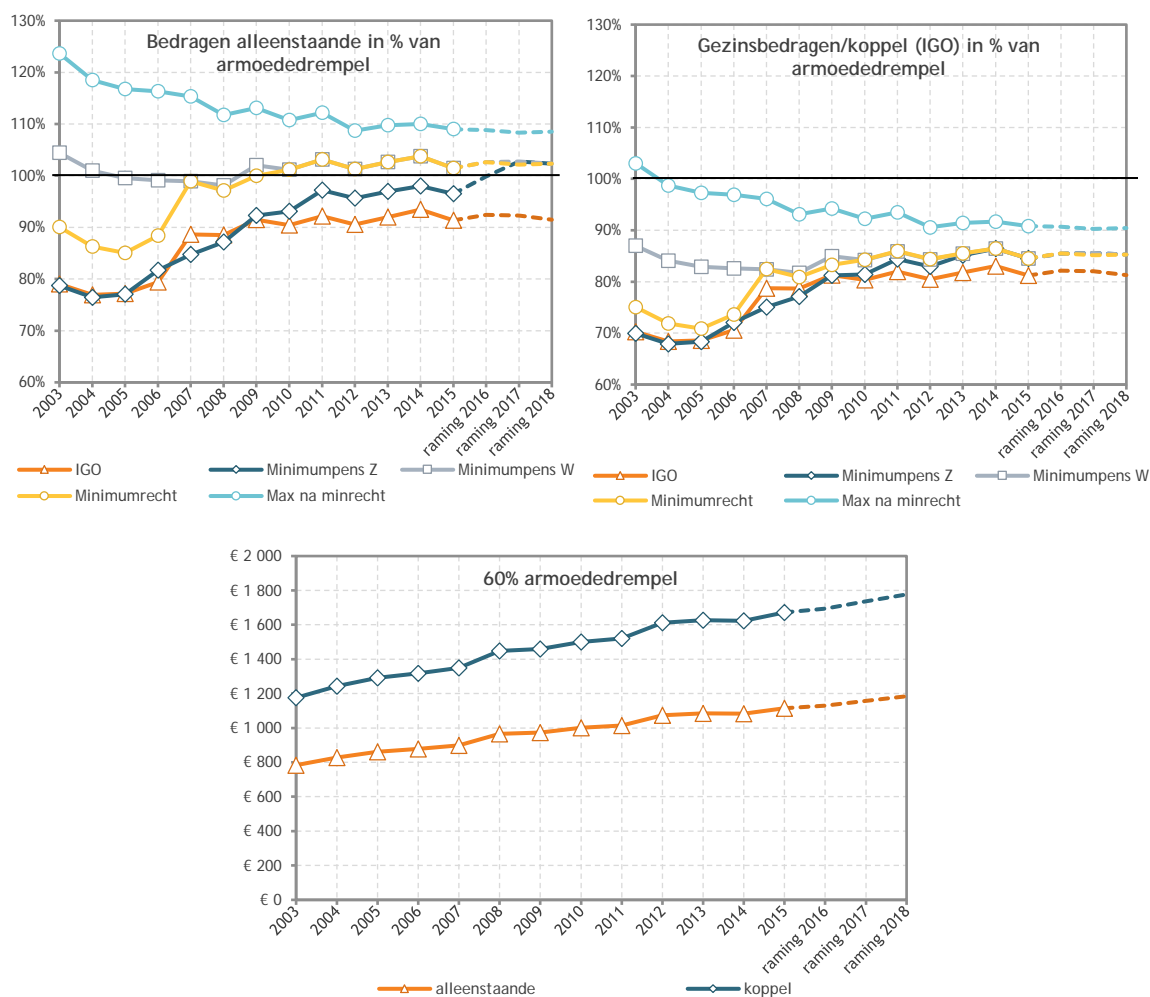 Bedragen alleenstaande in % van
armoededrempel
130%
120%
110%
100%
90%
80%
70%
60%
2003
2004
2005
2006
2007
2008
2009
2010
2011
2012
2013
2014
2015
raming 2016
raming 2017
raming 2018
IGO
Minimumpens Z
Minimumpens W
Minimumrecht
Max na minrecht
Gezinsbedragen/koppel (IGO) in % van
armoededrempel
130%
120%
110%
100%
90%
80%
70%
60%
2003
2004
2005
2006
2007
2008
2009
2010
2011
2012
2013
2014
2015
raming 2016
raming 2017
raming 2018
IGO
Minimumpens Z
Minimumpens W
Minimumrecht
Max na minrecht
60% armoededrempel
€ 2 000
€ 1 800
€ 1 600
€ 1 400
€ 1 200
€ 1 000
€ 800
€ 600
€ 400
€ 200
€ 0
2003
2004
2005
2006
2007
2008
2009
2010
2011
2012
2013
2014
2015
raming 2016
raming 2017
raming 2018
alleenstaande
koppel